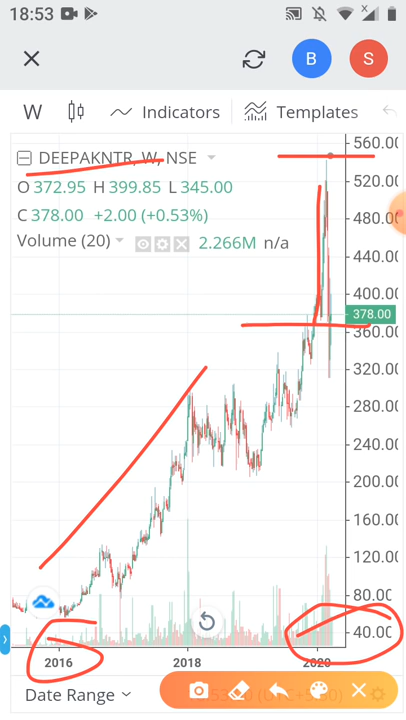 18:53
B
S
W
Indicators
Templates
DEEPAKNTR, W, NSE
O 372.95 H 399.85 L 345.00
C 378.00 +2.00 (+0.53%)
Volume (20)
2.266M n/a
560.00
520.00
480.00
440.00
400.00
378.00
360.00
320.00
280.00
240.00
200.00
160.00
120.00
80.00
40.00
2016
2018
2020
Date Range